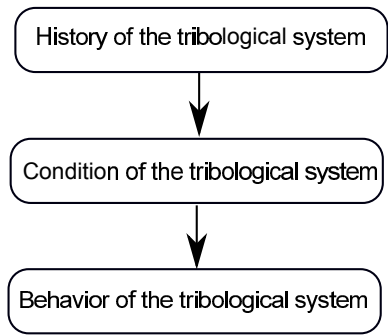 History of the tribological system
Condition of the tribological system
Behavior of the tribological system